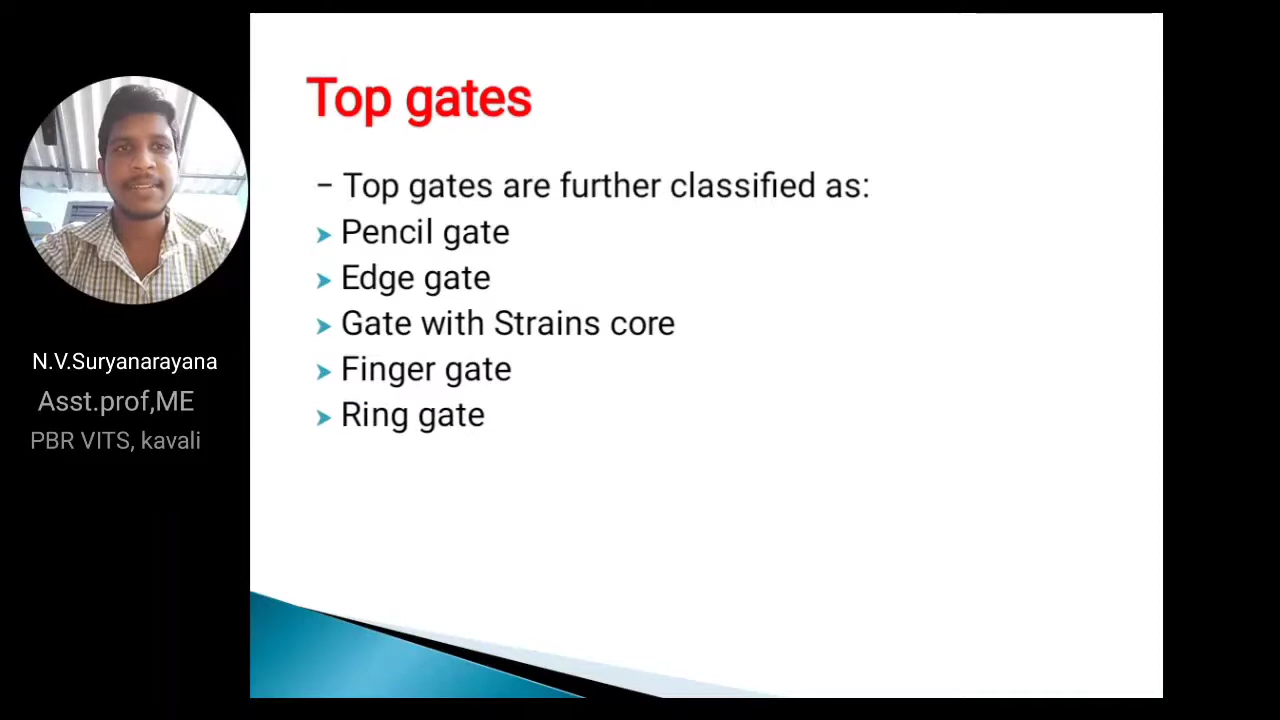 N.V.Suryanarayana
Asst.prof,ME
PBR VITS, kavali
Top gates
− Top gates are further classified as:
➤ Pencil gate
➤ Edge gate
➤ Gate with Strains core
➤ Finger gate
➤ Ring gate